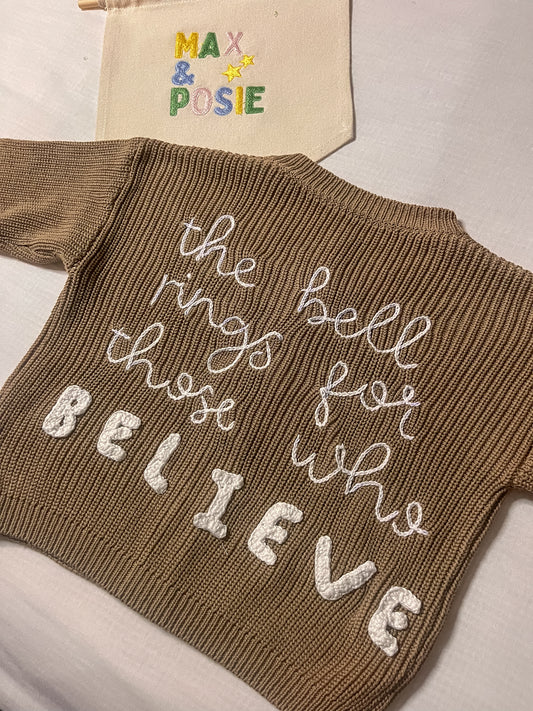 MAX
&
POSIE
the bell
rings for
those who
BELIEVE